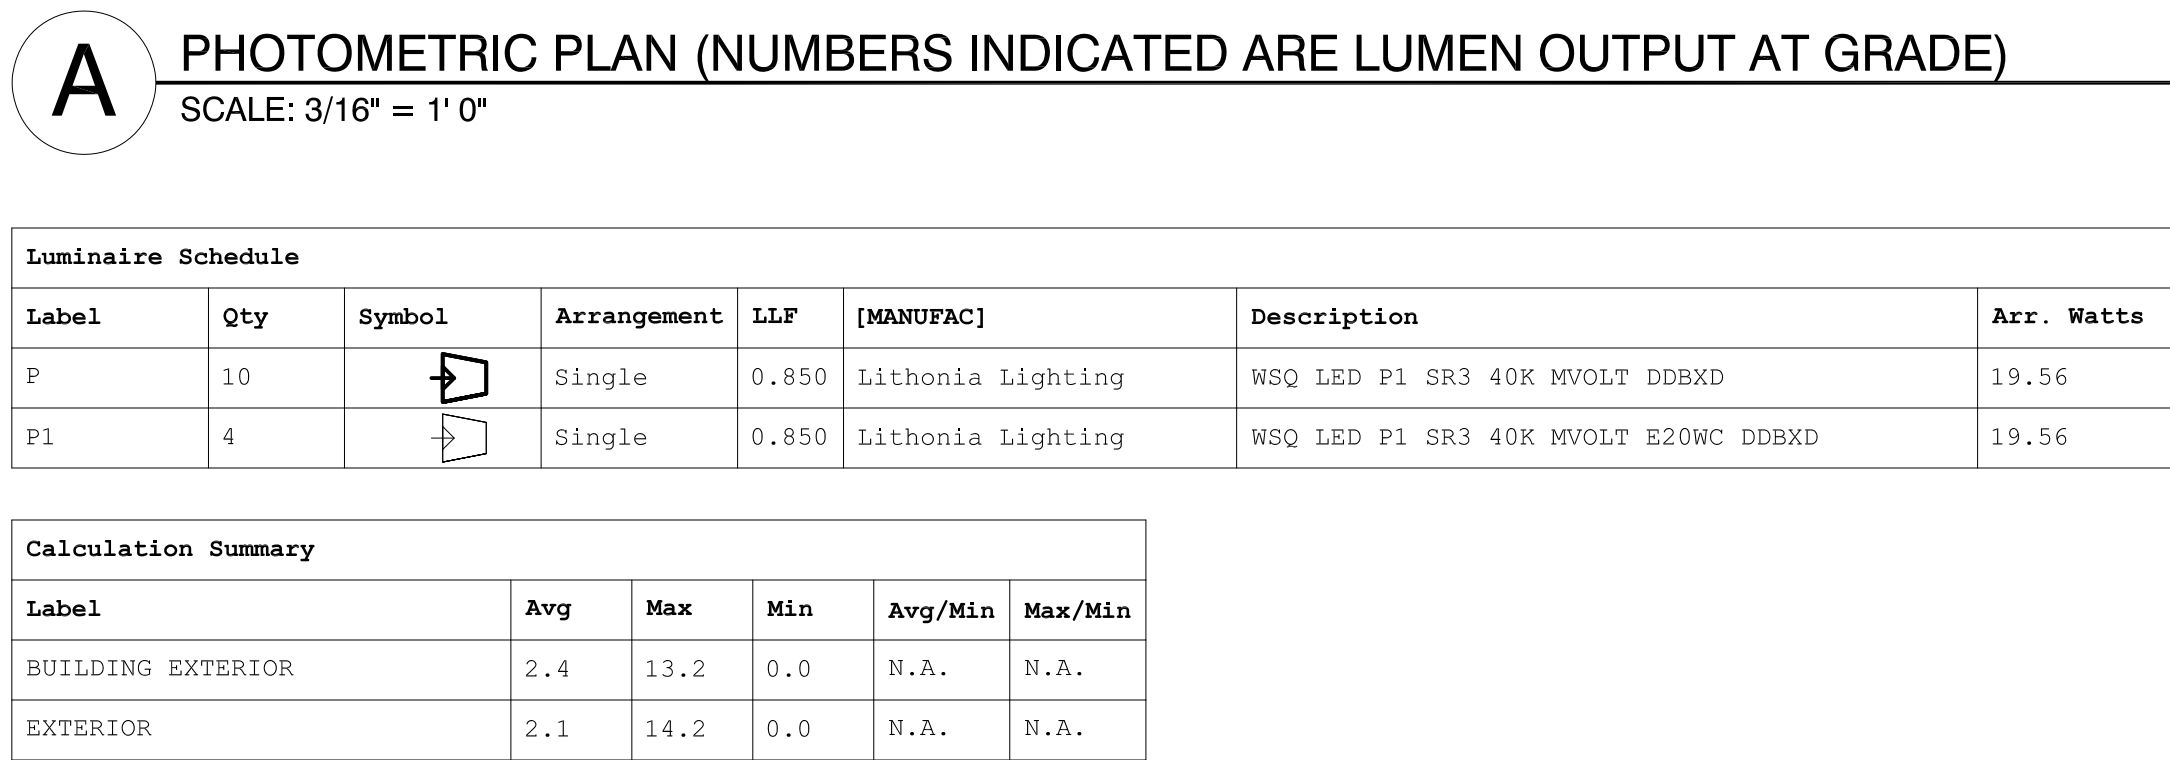 A
PHOTOMETRIC PLAN (NUMBERS INDICATED ARE LUMEN OUTPUT AT GRADE)
SCALE: 3/16" = 1' 0"
Luminaire Schedule
Label Qty Symbol Arrangement LLF [MANUFAC] Description Arr. Watts
P 10 Single 0.850 Lithonia Lighting WSQ LED P1 SR3 40K MVOLT DDBXD 19.56
P1 4 Single 0.850 Lithonia Lighting WSQ LED P1 SR3 40K MVOLT E20WC DDBXD 19.56
Calculation Summary
Label Avg Max Min Avg/Min Max/Min
BUILDING EXTERIOR 2.4 13.2 0.0 N.A. N.A.
EXTERIOR 2.1 14.2 0.0 N.A. N.A.